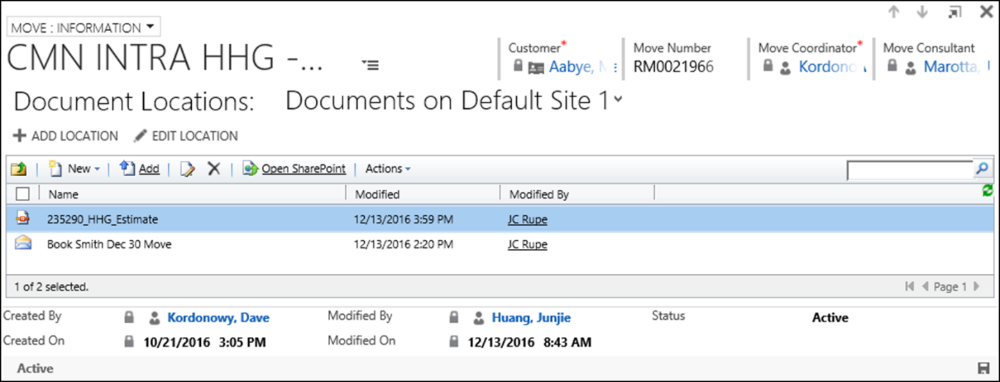 MOVE : INFORMATION
CMN INTRA HHG -...
Customer*
Aabye,
Move Number
RM0021966
Move Coordinator*
Kordono
Move Consultant
Marotta,
Document Locations: Documents on Default Site 1
ADD LOCATION EDIT LOCATION
New Add Open SharePoint Actions
Name Modified Modified By
235290_HHG_Estimate 12/13/2016 3:59 PM JC Rupe
Book Smith Dec 30 Move 12/13/2016 2:20 PM JC Rupe
1 of 2 selected. Page 1
Created By Kordonowy, Dave Modified By Huang, Junjie Status Active
Created On 10/21/2016 3:05 PM Modified On 12/13/2016 8:43 AM
Active